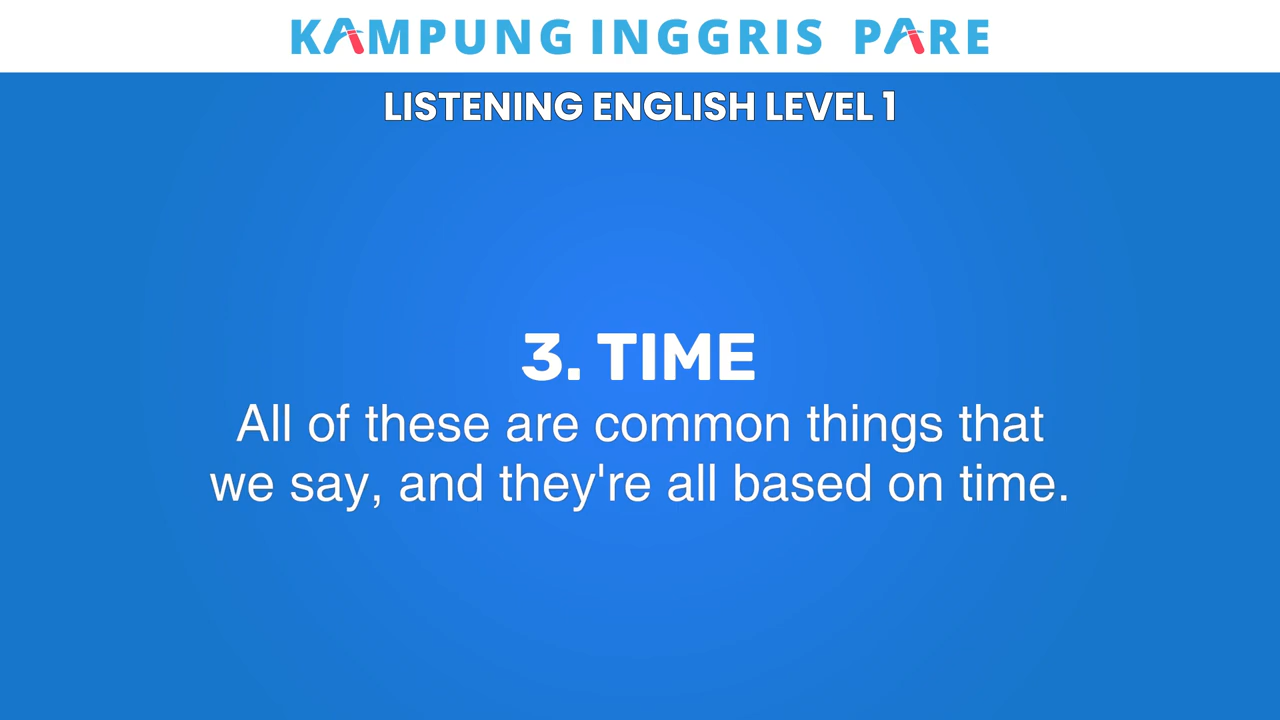 KAMPUNG INGGRIS PARE
LISTENING ENGLISH LEVEL 1
3. TIME
All of these are common things that
we say, and they're all based on time.